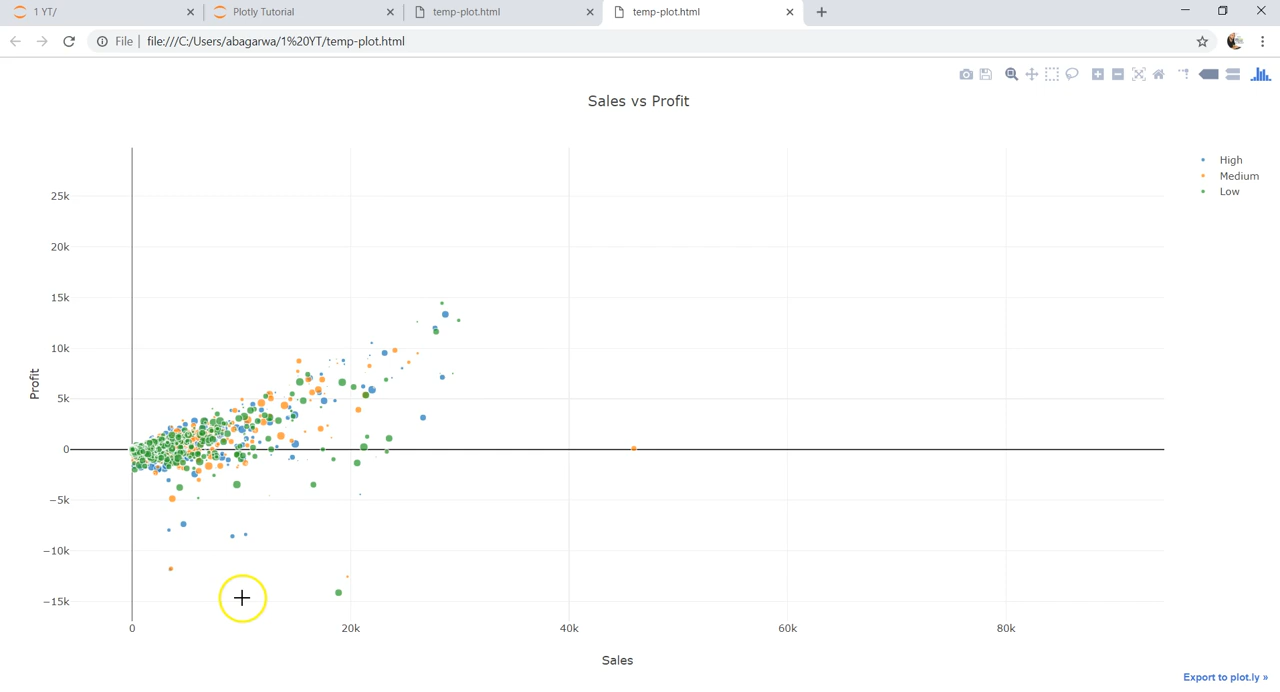 1 YT/
Plotly Tutorial
temp-plot.html
temp-plot.html
File
file:///C:/Users/abagarwa/1%20YT/temp-plot.html
Sales vs Profit
High
Medium
Low
25k
20k
15k
10k
5k
0
−5k
−10k
−15k
Profit
0
20k
40k
60k
80k
Sales
Export to plot.ly »